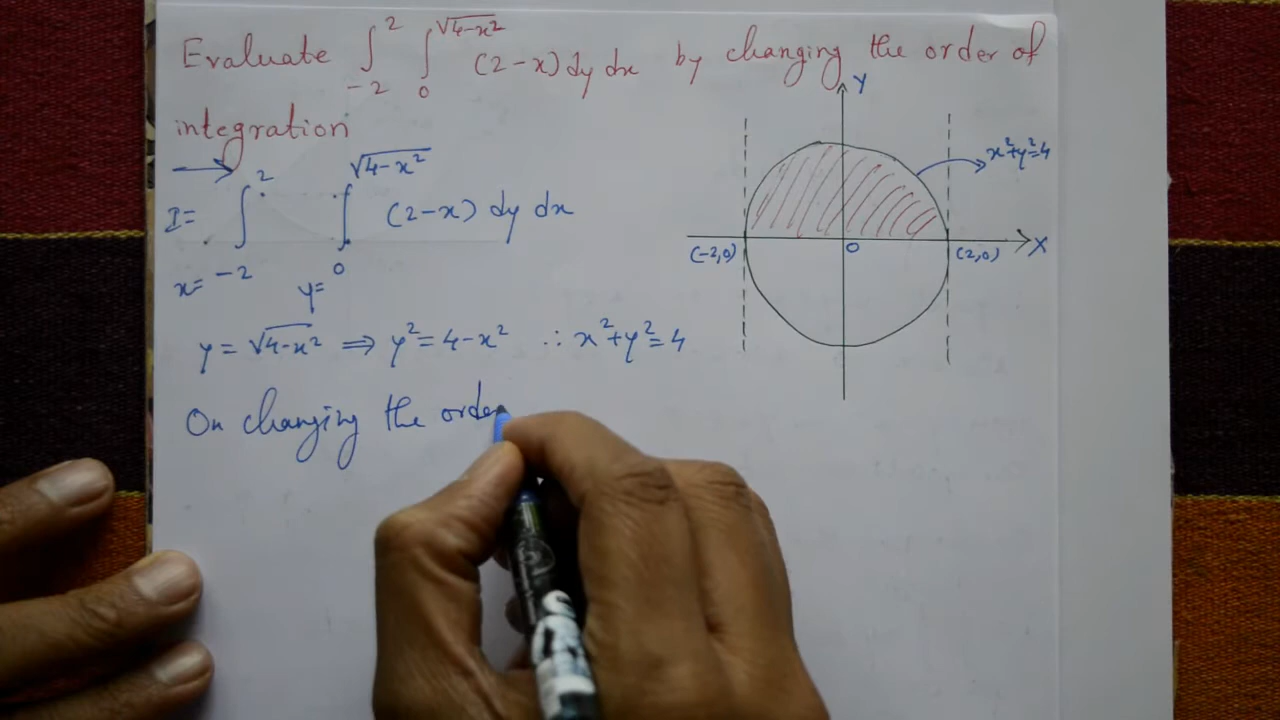 Evaluate ∫₋₂² ∫₀^√(4-x²) (2-x) dy dx by changing the order of
integration
I = ∫_{x=-2}^{2} ∫_{y=0}^{√(4-x²)} (2-x) dy dx
y = √(4-x²) ⇒ y² = 4-x² ∴ x²+y²=4
On changing the order
Y
x²+y²=4
(-2,0)
O
(2,0)
X